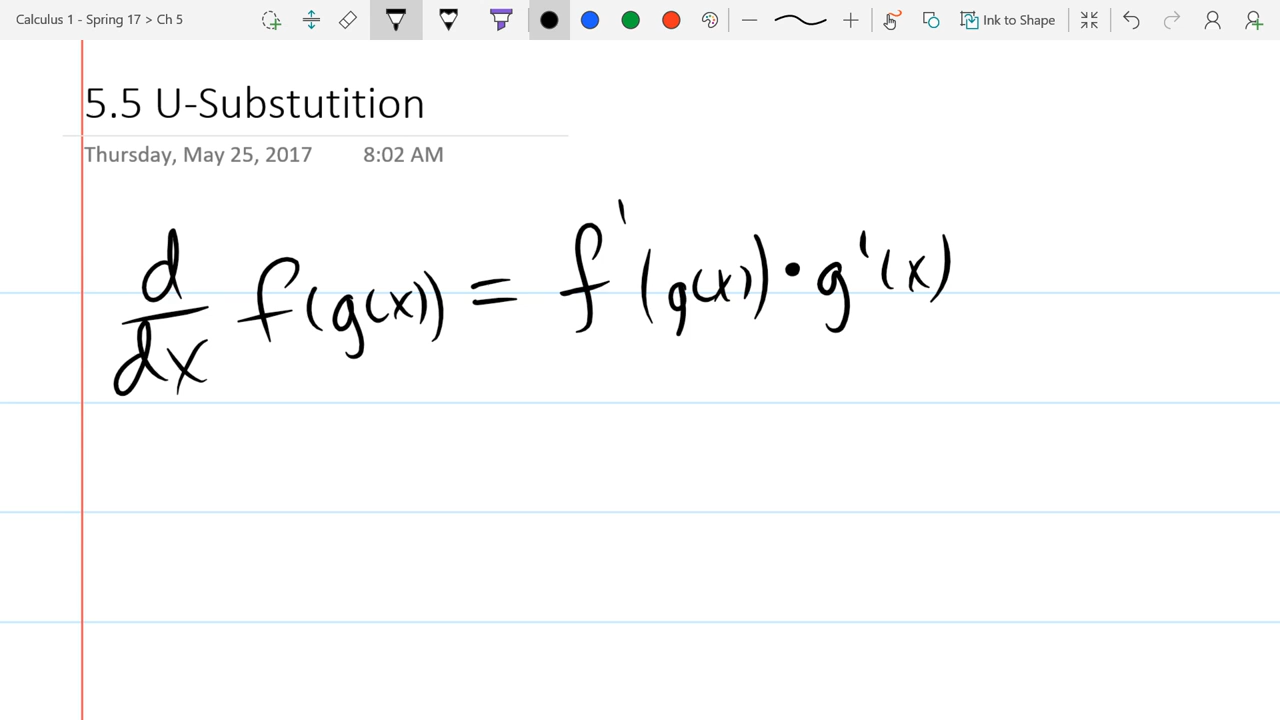 Calculus 1 - Spring 17 > Ch 5
Ink to Shape
5.5 U-Substutition
Thursday, May 25, 2017 8:02 AM
d/dx f(g(x)) = f'(g(x)) • g'(x)